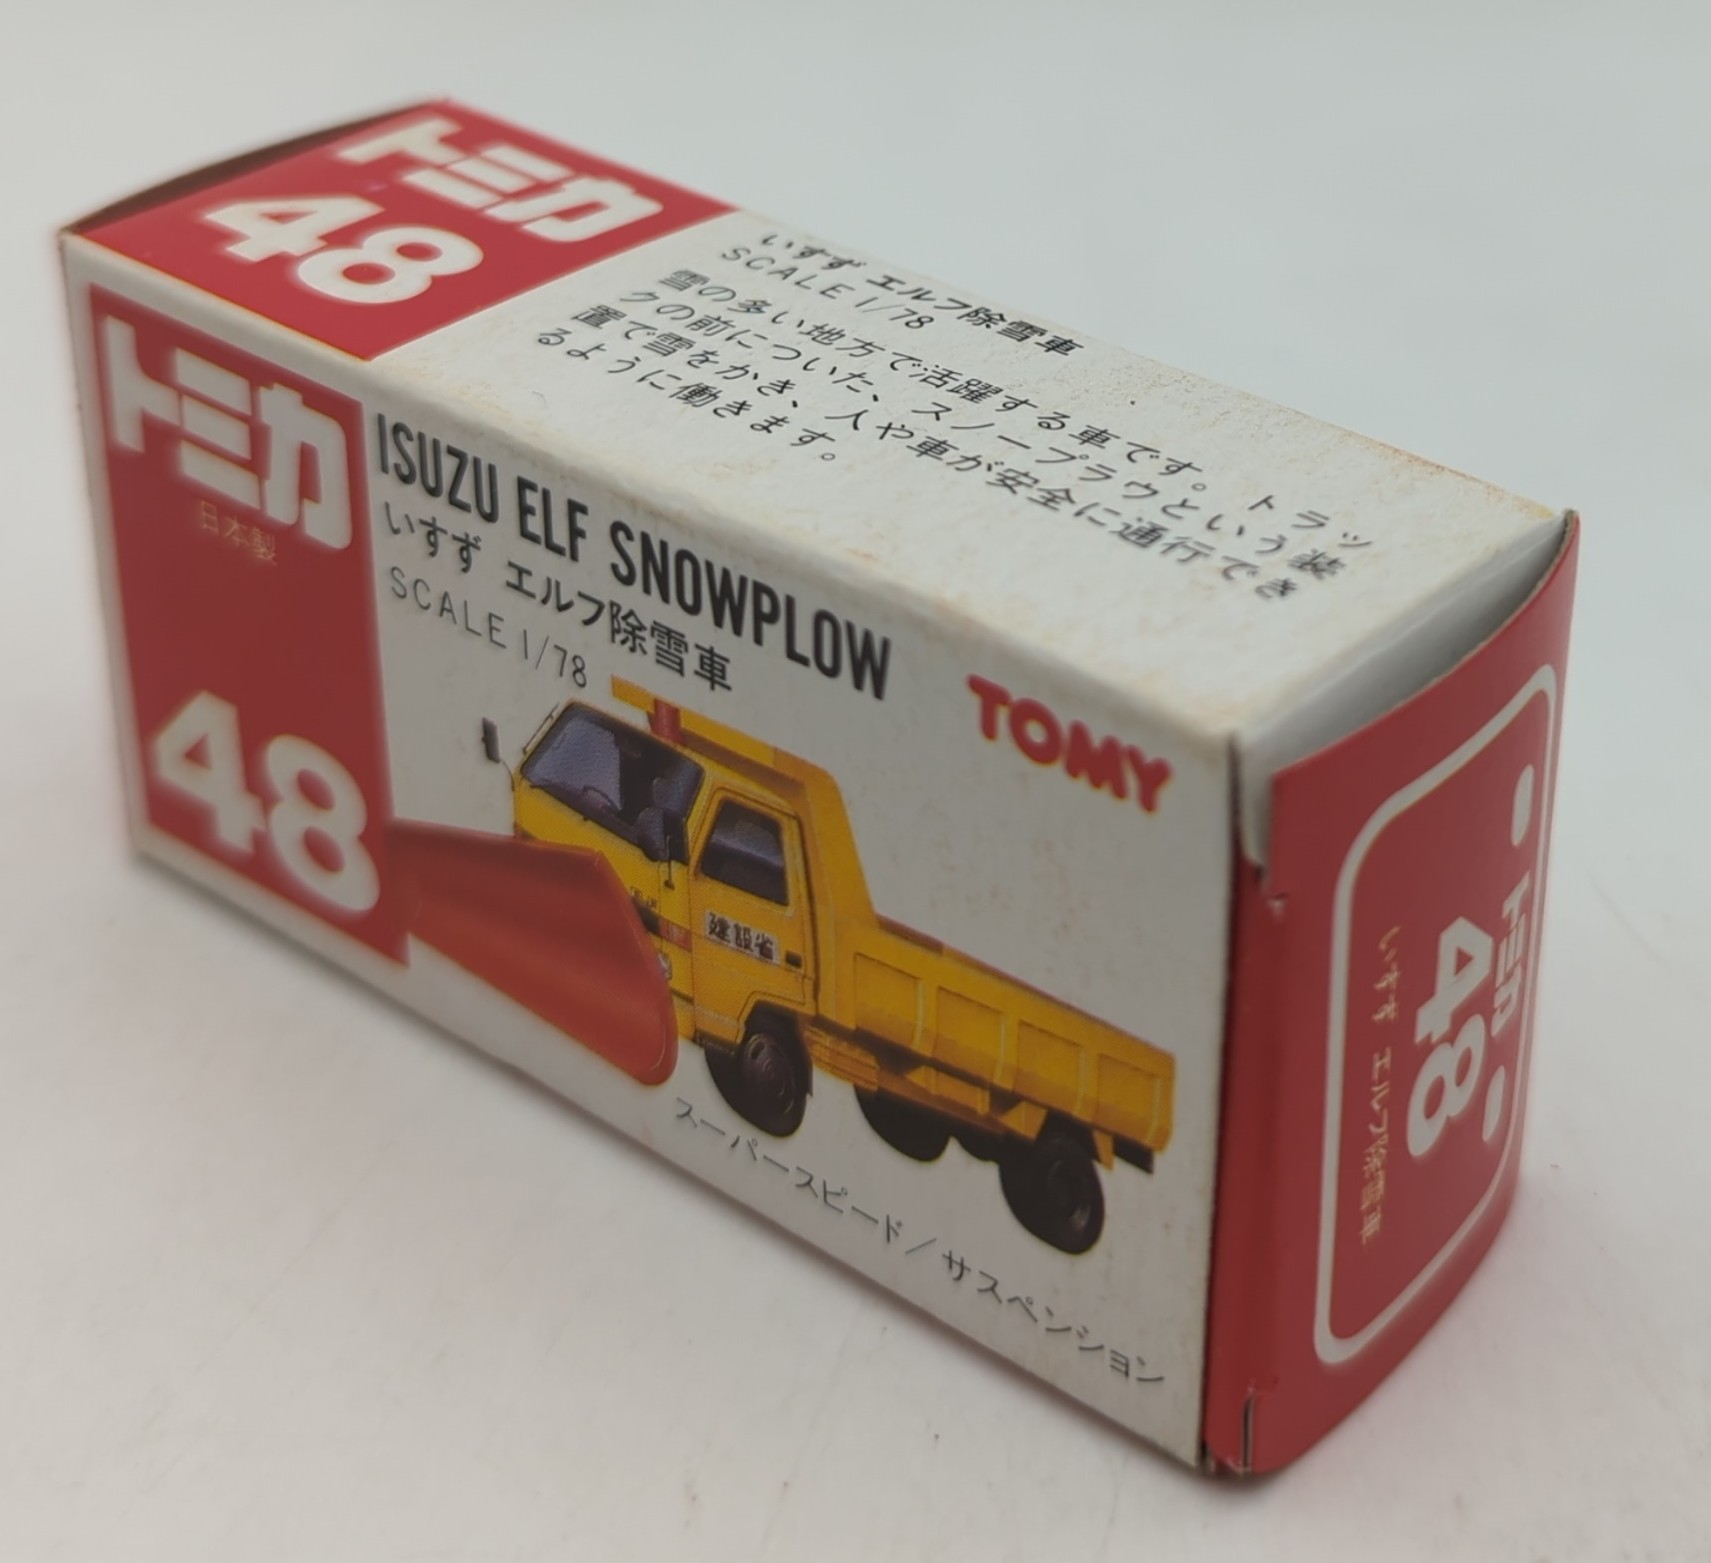 トミカ
48
いすゞ エルフ除雪車
SCALE 1/78
雪の多い地方で活躍する車です。トラッ
クの前についた、スノープラウという装
置で雪をかき、人や車が安全に通行でき
るように働きます。
トミカ
日本製
48
ISUZU ELF SNOWPLOW
いすゞ エルフ除雪車
SCALE 1/78
TOMY
建設省
スーパースピード/サスペンション
トミカ
48
いすゞ エルフ除雪車